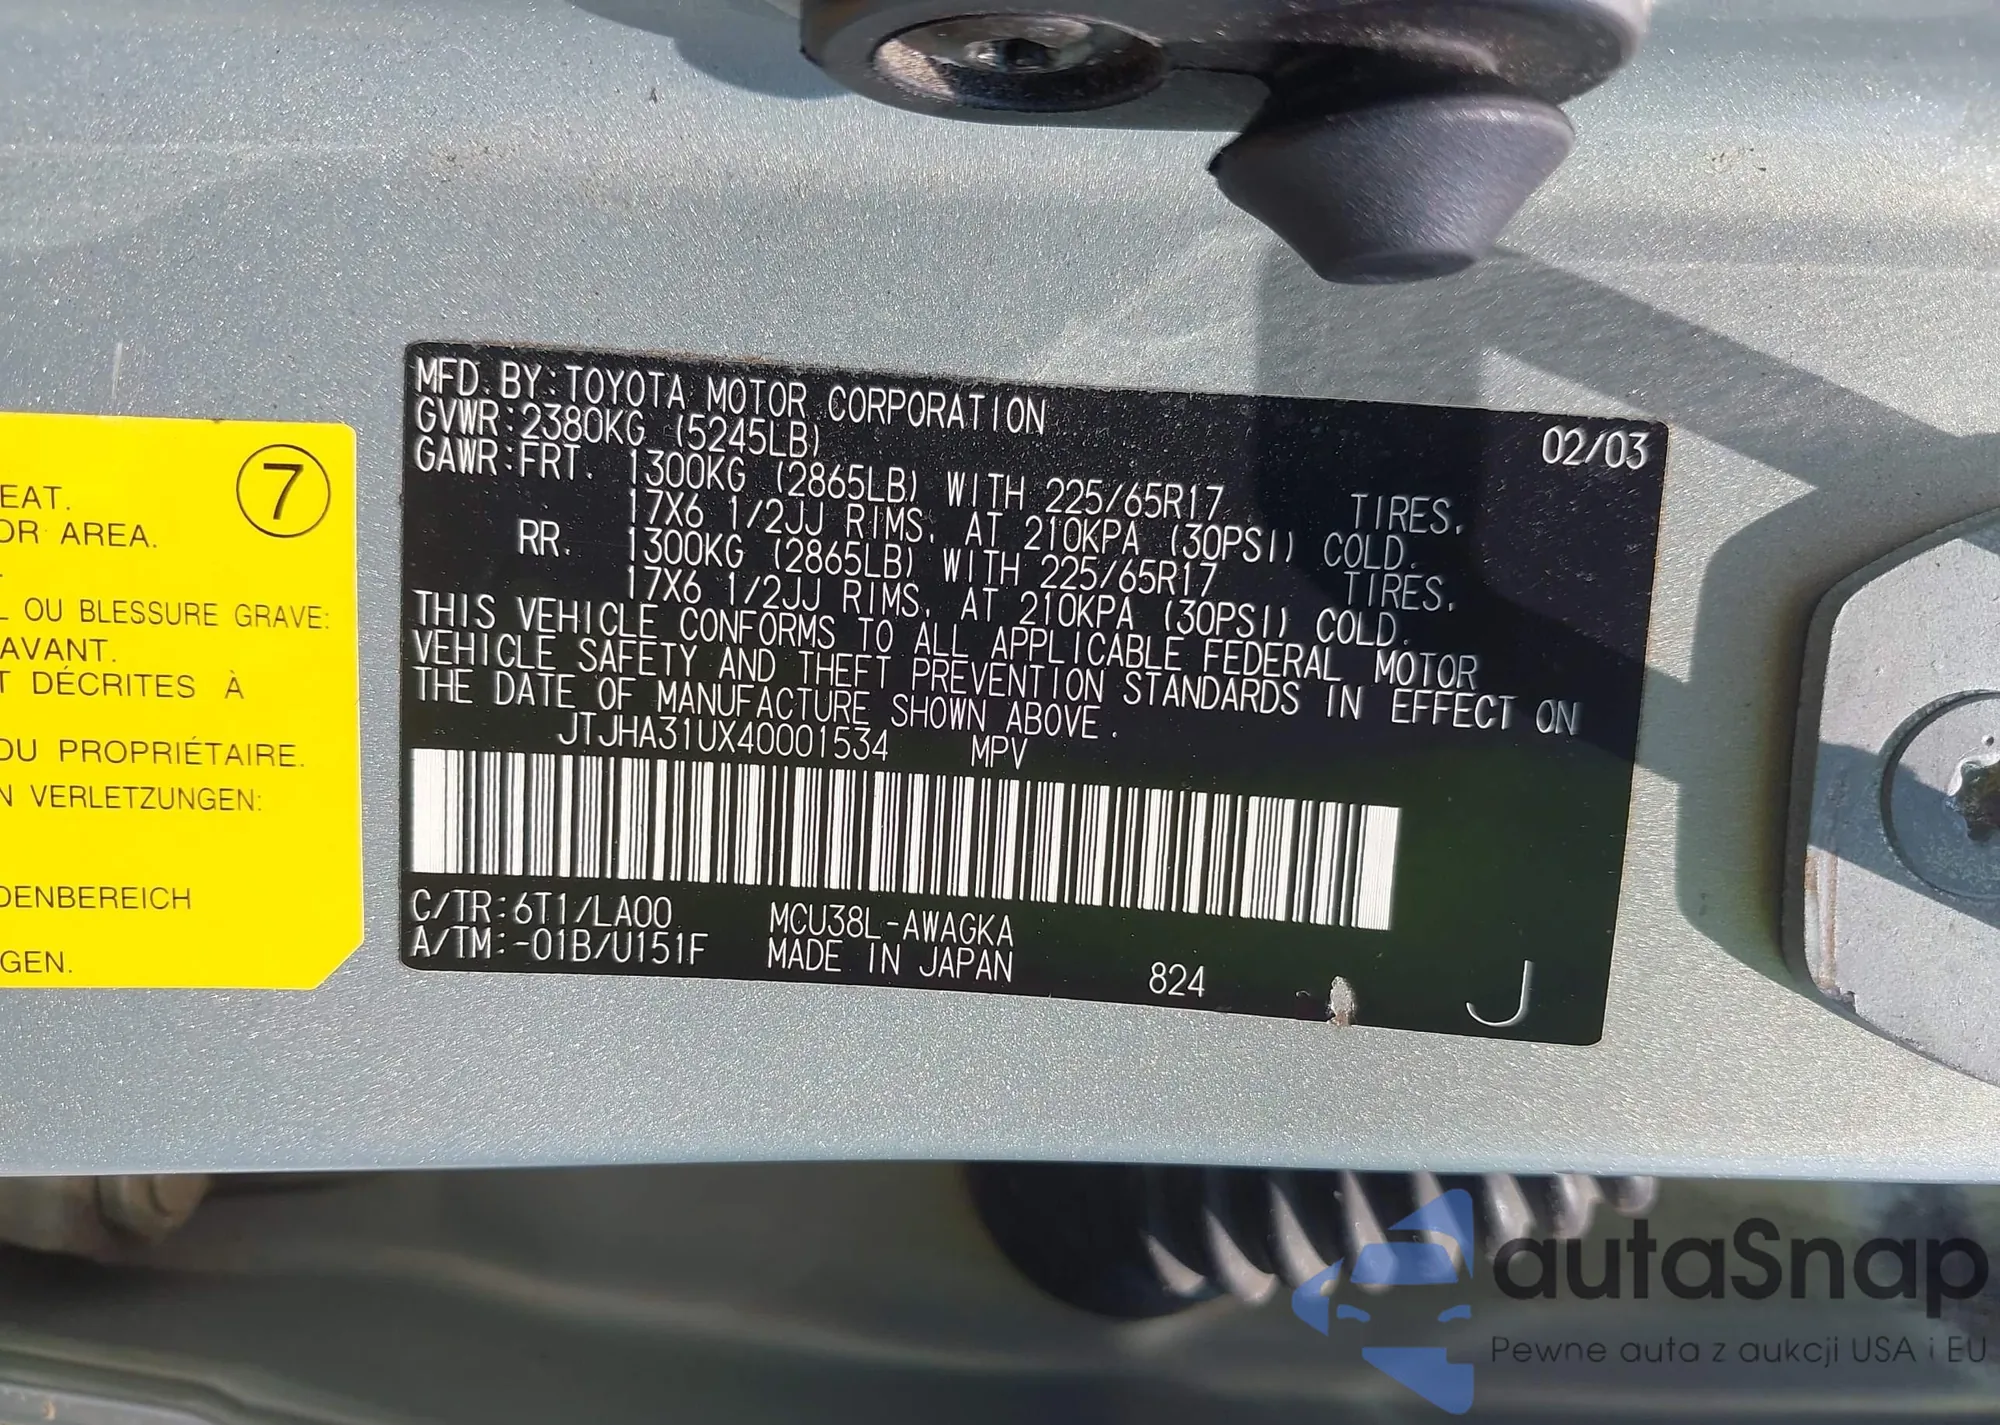 7
EAT.
OR AREA.
L OU BLESSURE GRAVE:
AVANT.
T DÉCRITES À
DU PROPRIÉTAIRE.
N VERLETZUNGEN:
DENBEREICH
GEN.
MFD. BY:TOYOTA MOTOR CORPORATION 02/03
GVWR:2380KG (5245LB)
GAWR:FRT. 1300KG (2865LB) WITH 225/65R17 TIRES,
17X6 1/2JJ RIMS, AT 210KPA (30PSI) COLD.
RR. 1300KG (2865LB) WITH 225/65R17 TIRES,
17X6 1/2JJ RIMS, AT 210KPA (30PSI) COLD.
THIS VEHICLE CONFORMS TO ALL APPLICABLE FEDERAL MOTOR
VEHICLE SAFETY AND THEFT PREVENTION STANDARDS IN EFFECT ON
THE DATE OF MANUFACTURE SHOWN ABOVE.
JTJHA31UX40001534 MPV
C/TR:6T1/LA00 MCU38L-AWAGKA
A/TM:-01B/U151F MADE IN JAPAN 824 J
autaSnap
Pewne auta z aukcji USA i EU